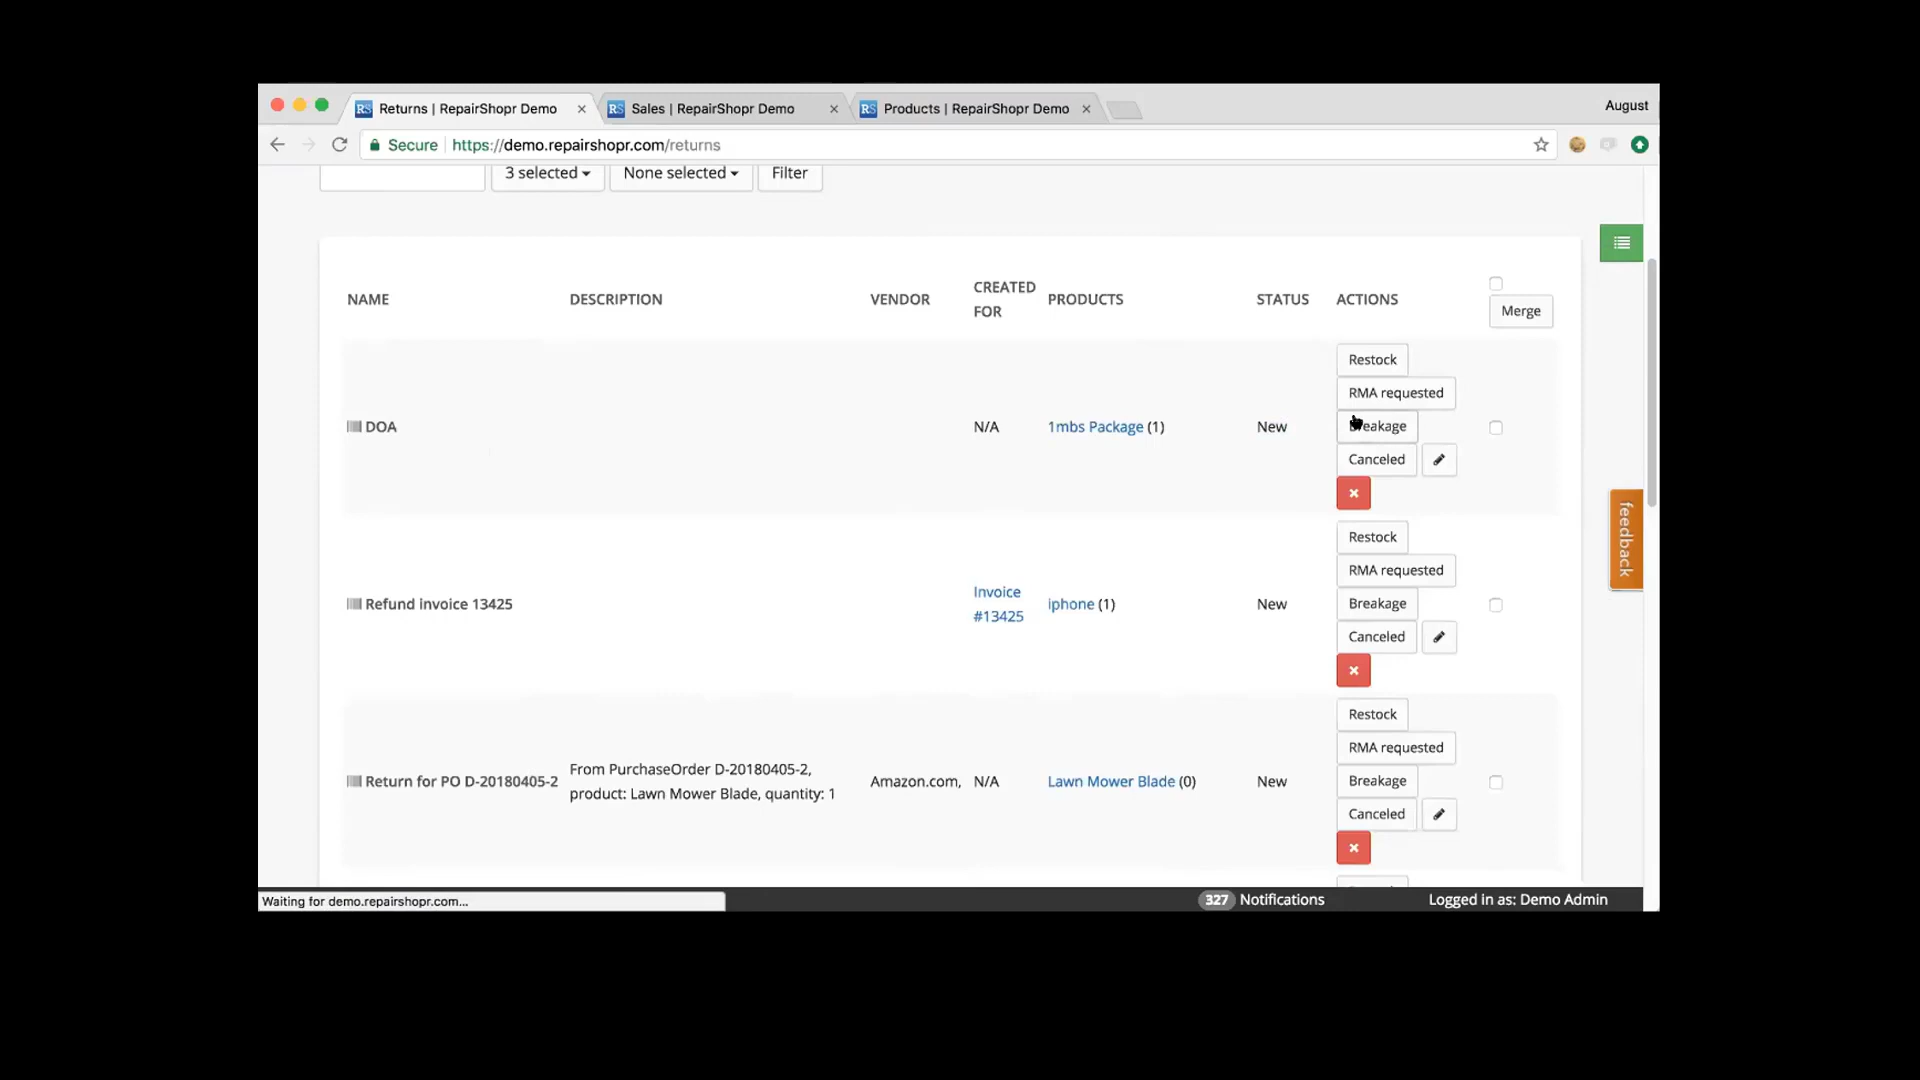 Returns | RepairShopr Demo
Sales | RepairShopr Demo
Products | RepairShopr Demo
August
Secure https://demo.repairshopr.com/returns
3 selected
None selected
Filter
NAME
DESCRIPTION
VENDOR
CREATED FOR
PRODUCTS
STATUS
ACTIONS
Merge
DOA
N/A
1mbs Package (1)
New
Restock
RMA requested
Breakage
Canceled
Refund invoice 13425
Invoice
#13425
iphone (1)
New
Restock
RMA requested
Breakage
Canceled
Return for PO D-20180405-2
From PurchaseOrder D-20180405-2,
product: Lawn Mower Blade, quantity: 1
Amazon.com,
N/A
Lawn Mower Blade (0)
New
Restock
RMA requested
Breakage
Canceled
feedback
Waiting for demo.repairshopr.com...
327 Notifications
Logged in as: Demo Admin